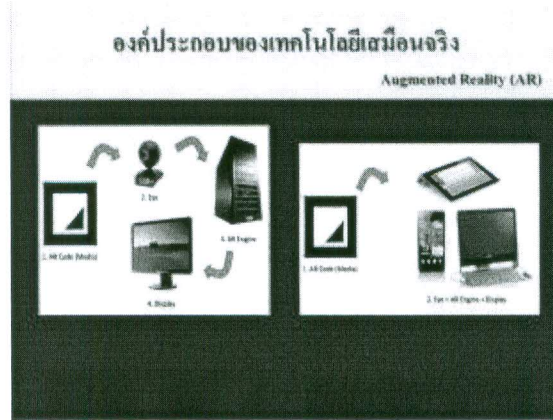 องค์ประกอบของเทคโนโลยีเสมือนจริง
Augmented Reality (AR)
1. AR Code (Media)
2. Eye
3. AR Engine
4. Display
1. AR Code (Media)
2. Eye + AR Engine + Display